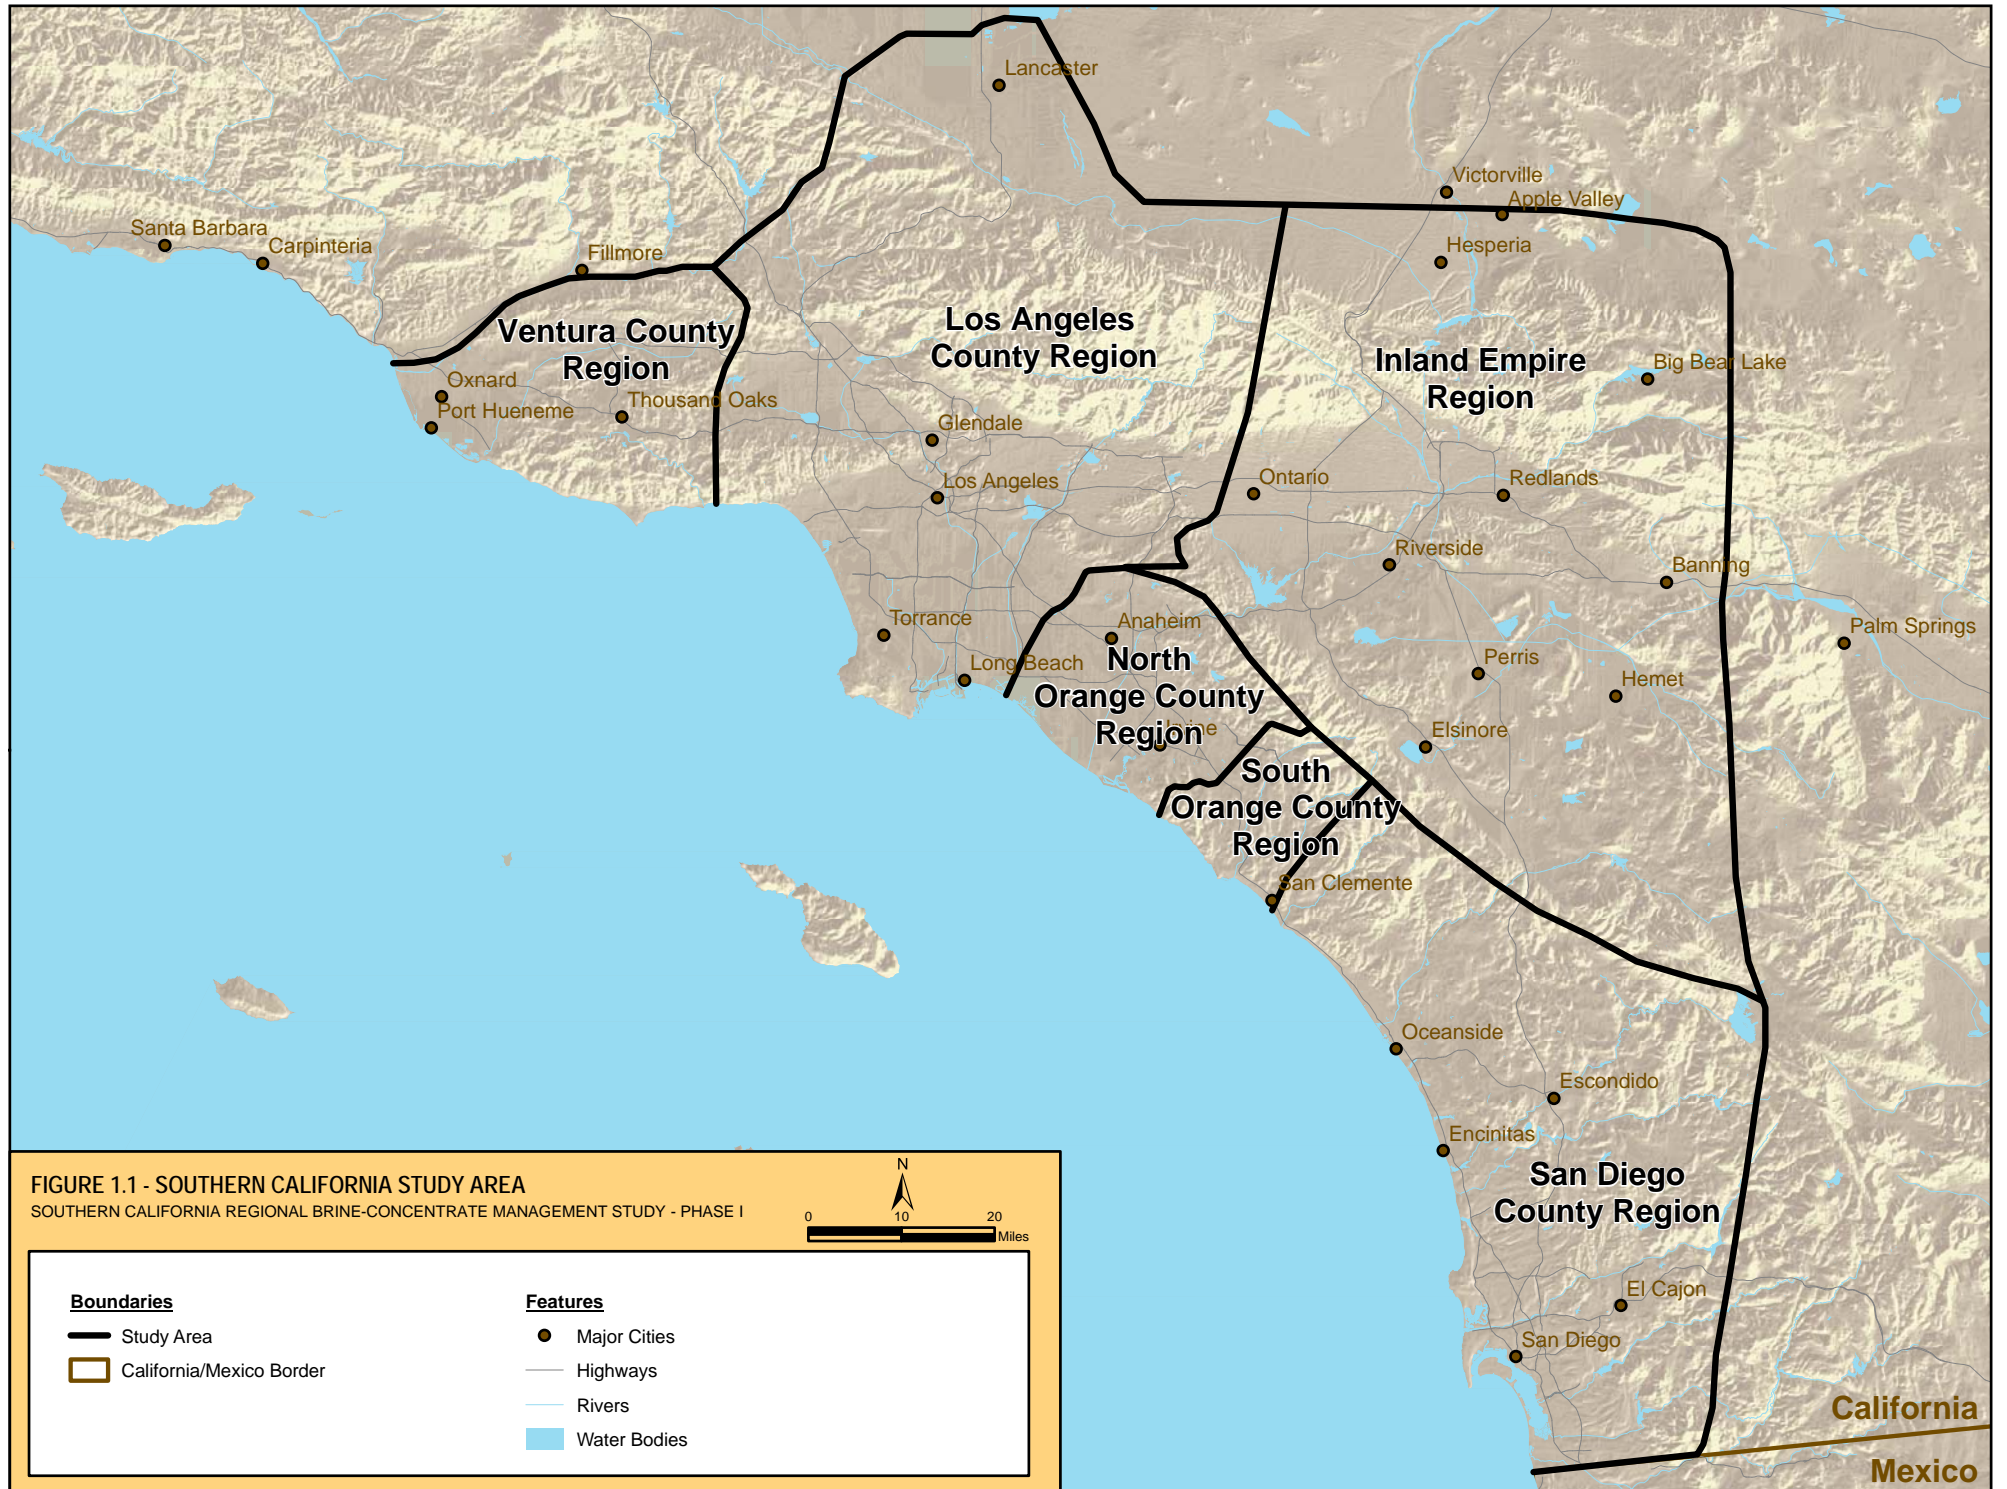 Lancaster
Victorville
Apple Valley
Santa Barbara
Carpinteria
Fillmore
Hesperia
Ventura County
Region
Los Angeles
County Region
Inland Empire
Region
Big Bear Lake
Oxnard
Port Hueneme
Thousand Oaks
Glendale
Los Angeles
Ontario
Redlands
Riverside
Banning
Torrance
Anaheim
Palm Springs
Long Beach
North
Orange County
Region
Irvine
Perris
Hemet
Elsinore
South
Orange County
Region
San Clemente
Oceanside
Escondido
Encinitas
San Diego
County Region
El Cajon
San Diego
California
Mexico
FIGURE 1.1 - SOUTHERN CALIFORNIA STUDY AREA
SOUTHERN CALIFORNIA REGIONAL BRINE-CONCENTRATE MANAGEMENT STUDY - PHASE I
N
0 10 20
Miles
Boundaries
Study Area
California/Mexico Border
Features
Major Cities
Highways
Rivers
Water Bodies